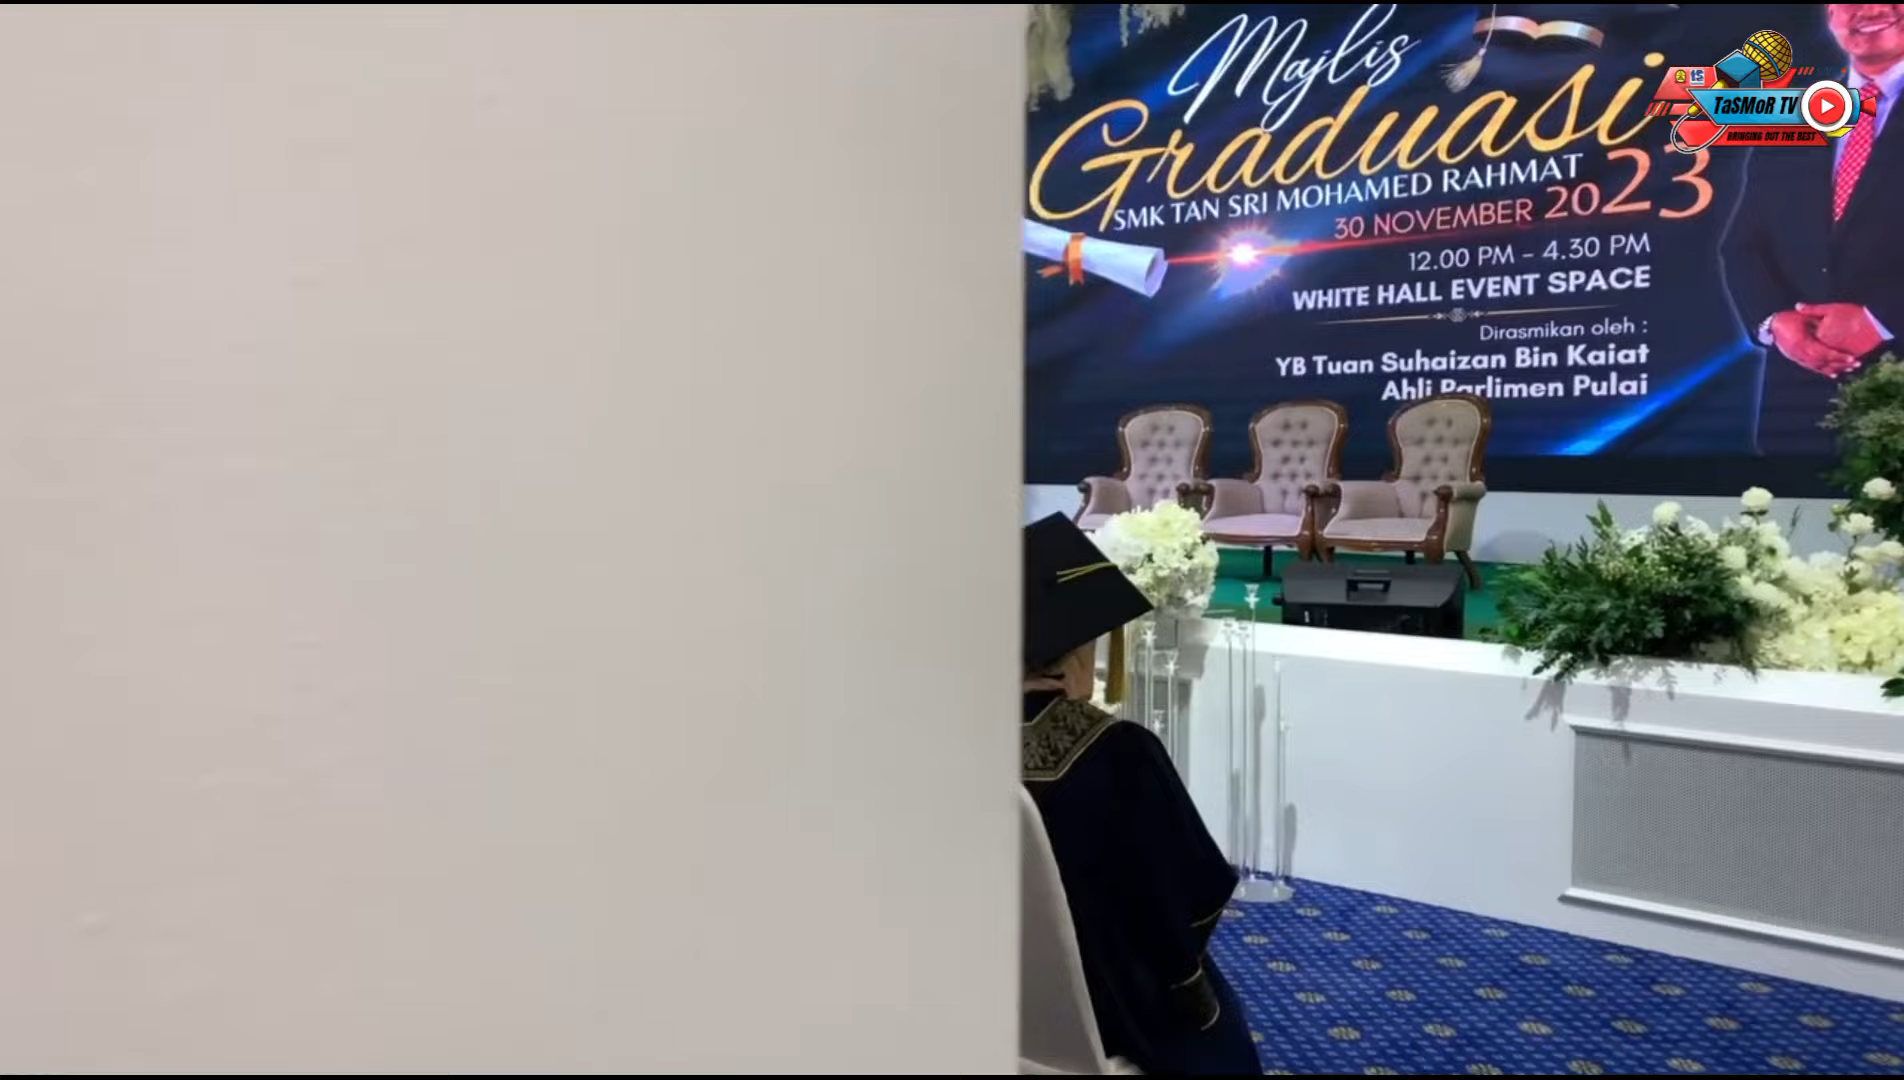 Majlis
Graduasi
SMK TAN SRI MOHAMED RAHMAT
30 NOVEMBER 2023
12.00 PM - 4.30 PM
WHITE HALL EVENT SPACE
Dirasmikan oleh :
YB Tuan Suhaizan Bin Kaiat
Ahli Parlimen Pulai
TaSMoR TV
BRINGING OUT THE BEST